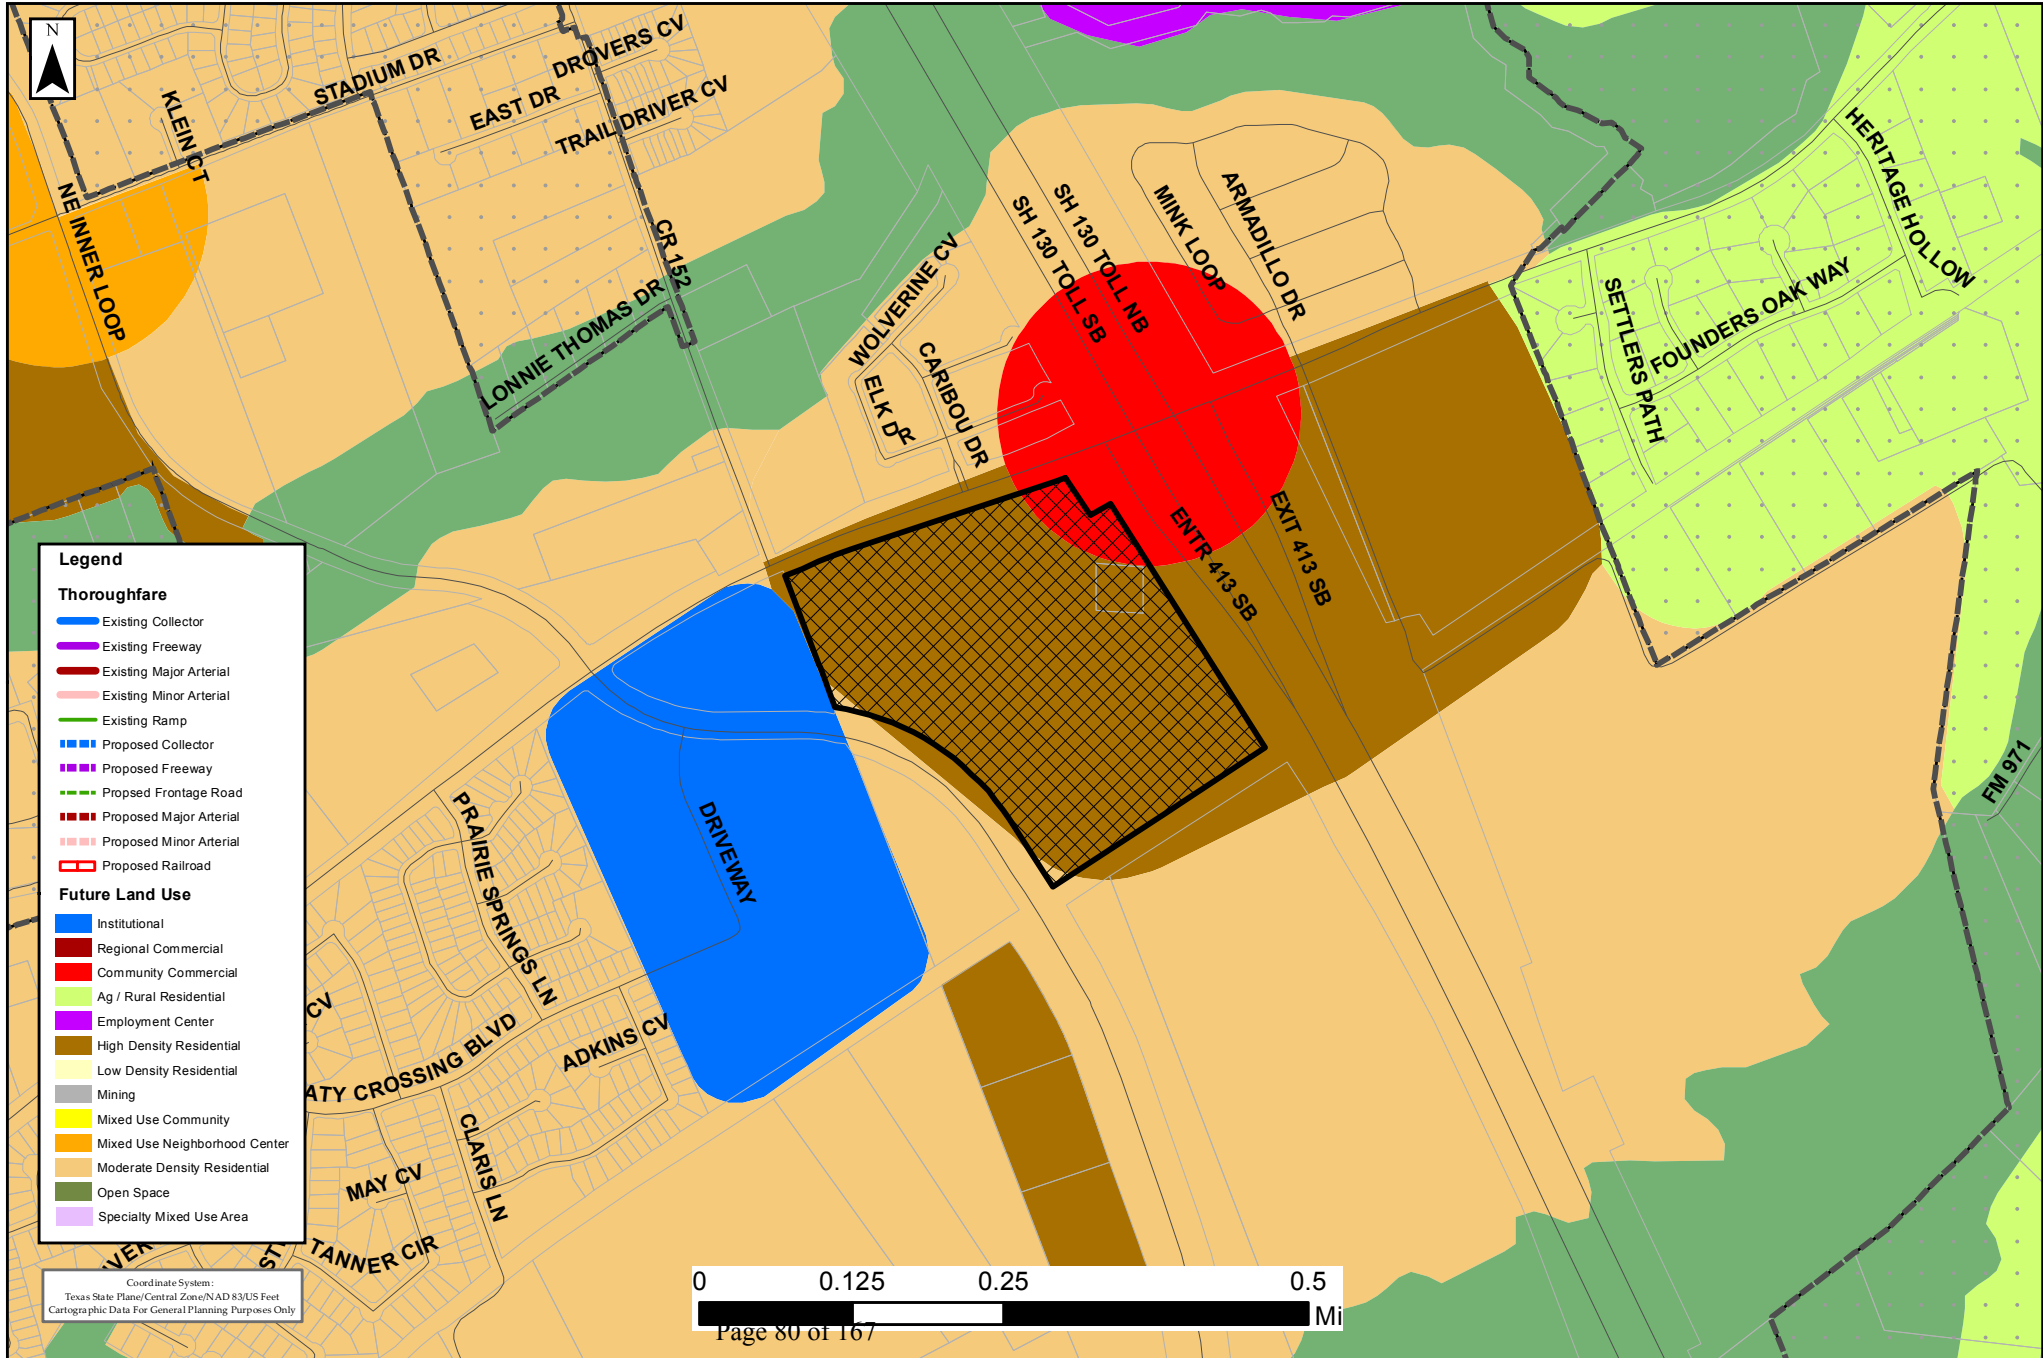 N
STADIUM DR
DROVERS CV
EAST DR
TRAIL DRIVER CV
KLEIN CT
NE INNER LOOP
CR 152
LONNIE THOMAS DR
WOLVERINE CV
ELK DR
CARIBOU DR
SH 130 TOLL SB
SH 130 TOLL NB
MINK LOOP
ARMADILLO DR
HERITAGE HOLLOW
SETTLERS PATH
FOUNDERS OAK WAY
ENTR 413 SB
EXIT 413 SB
FM 971
DRIVEWAY
PRAIRIE SPRINGS LN
CV
ATY CROSSING BLVD
ADKINS CV
CLARIS LN
MAY CV
TANNER CIR
IVER
ST
Legend
Thoroughfare
Existing Collector
Existing Freeway
Existing Major Arterial
Existing Minor Arterial
Existing Ramp
Proposed Collector
Proposed Freeway
Propsed Frontage Road
Proposed Major Arterial
Proposed Minor Arterial
Proposed Railroad
Future Land Use
Institutional
Regional Commercial
Community Commercial
Ag / Rural Residential
Employment Center
High Density Residential
Low Density Residential
Mining
Mixed Use Community
Mixed Use Neighborhood Center
Moderate Density Residential
Open Space
Specialty Mixed Use Area
Coordinate System:
Texas State Plane/Central Zone/NAD 83/US Feet
Cartographic Data For General Planning Purposes Only
0 0.125 0.25 0.5
Mi
Page 80 of 167